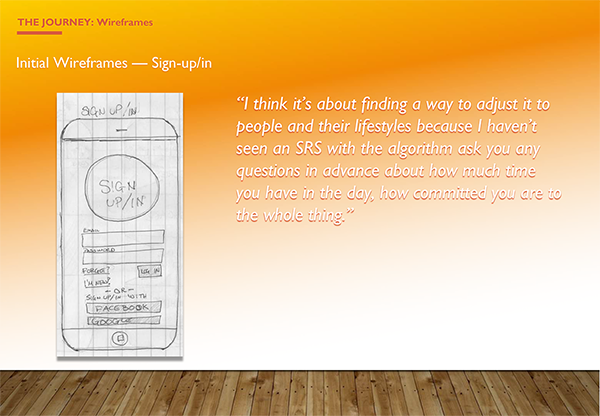 THE JOURNEY: Wireframes
Initial Wireframes — Sign-up/in
SIGN UP/IN
SIGN
UP/IN
EMAIL
PASSWORD
FORGOT
LOG IN
I'M NEW!
- OR -
SIGN UP/IN WITH
FACEBOOK
GOOGLE
“I think it’s about finding a way to adjust it to
people and their lifestyles because I haven’t
seen an SRS with the algorithm ask you any
questions in advance about how much time
you have in the day, how committed you are to
the whole thing.”